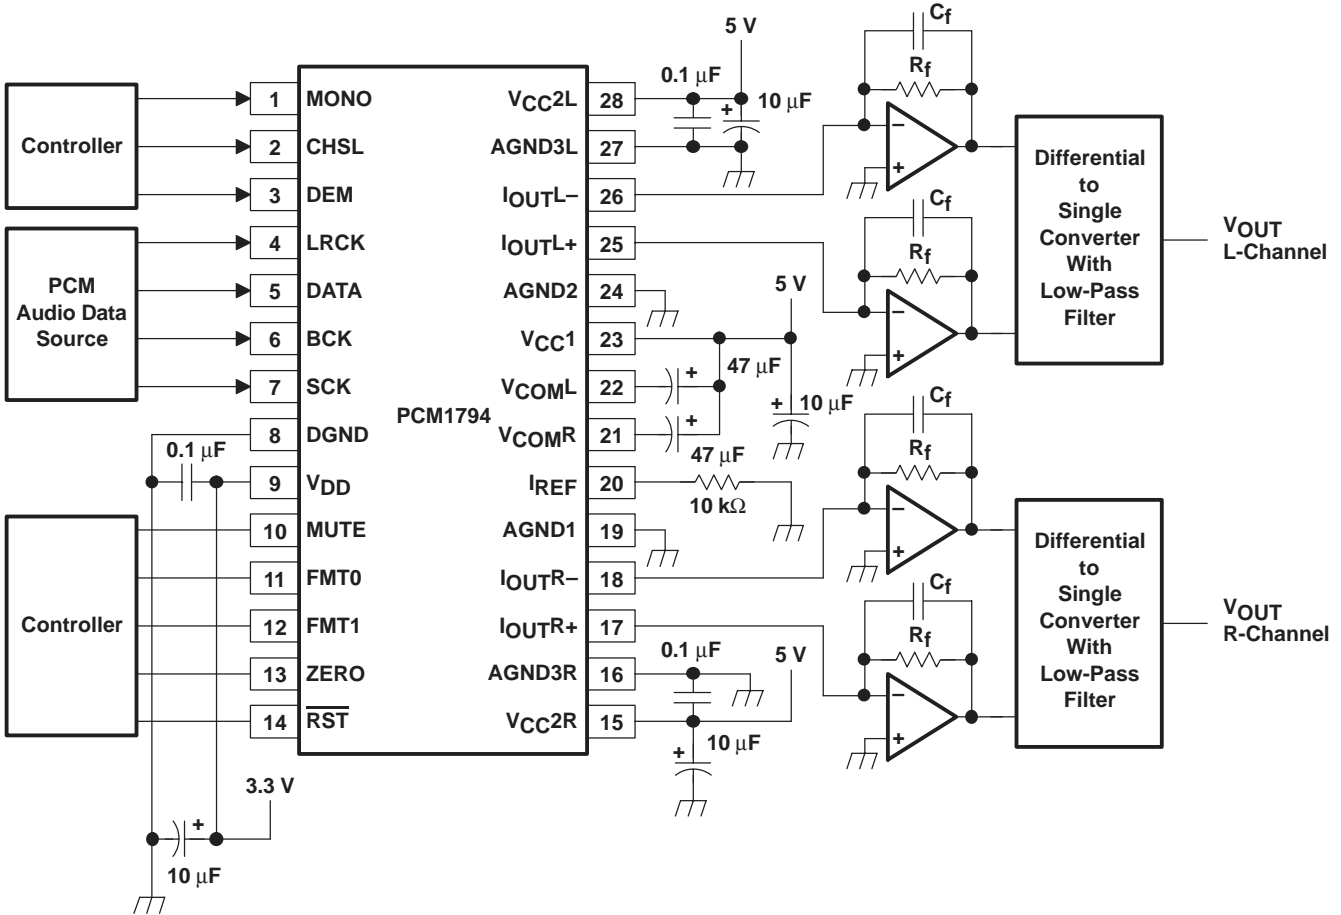 Controller
PCM
Audio Data
Source
Controller
0.1 μF
3.3 V
+
10 μF
1 MONO
2 CHSL
3 DEM
4 LRCK
5 DATA
6 BCK
7 SCK
8 DGND
9 VDD
10 MUTE
11 FMT0
12 FMT1
13 ZERO
14 RST
PCM1794
VCC2L 28
AGND3L 27
IOUTL– 26
IOUTL+ 25
AGND2 24
VCC1 23
VCOML 22
VCOMR 21
IREF 20
AGND1 19
IOUTR– 18
IOUTR+ 17
AGND3R 16
VCC2R 15
5 V
0.1 μF
+
10 μF
5 V
47 μF
+
+
47 μF
+
10 μF
10 kΩ
0.1 μF
5 V
10 μF
+
Cf
Rf
–
+
Cf
Rf
–
+
Cf
Rf
–
+
Cf
Rf
–
+
Differential
to
Single
Converter
With
Low-Pass
Filter
VOUT
L-Channel
Differential
to
Single
Converter
With
Low-Pass
Filter
VOUT
R-Channel